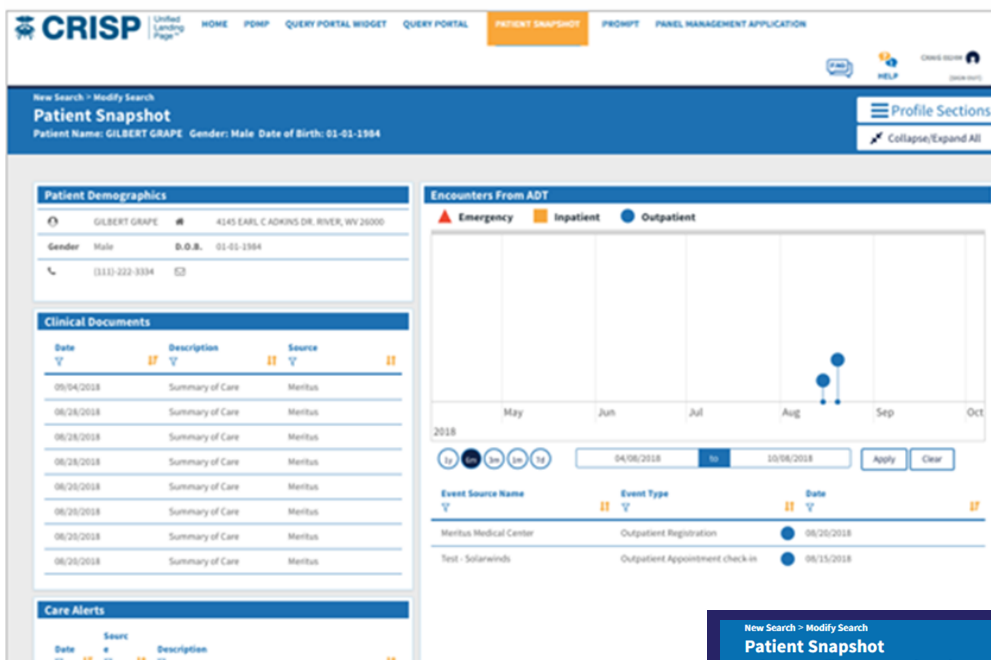 CRISP Unified Landing Page™
HOME PDMP QUERY PORTAL WIDGET QUERY PORTAL PATIENT SNAPSHOT PROMPT PANEL MANAGEMENT APPLICATION
FAQ HELP
(SIGN OUT)
New Search > Modify Search
Patient Snapshot
Patient Name: GILBERT GRAPE Gender: Male Date of Birth: 01-01-1984
Profile Sections
Collapse/Expand All
Patient Demographics
GILBERT GRAPE 4145 EARL C ADKINS DR. RIVER, WV 26000
Gender Male D.O.B. 01-01-1984
(111)-222-3334
Clinical Documents
Date Description Source
09/04/2018 Summary of Care Meritus
08/28/2018 Summary of Care Meritus
08/28/2018 Summary of Care Meritus
08/28/2018 Summary of Care Meritus
08/20/2018 Summary of Care Meritus
08/20/2018 Summary of Care Meritus
08/20/2018 Summary of Care Meritus
08/20/2018 Summary of Care Meritus
Care Alerts
Date Source Description
Encounters From ADT
Emergency Inpatient Outpatient
May Jun Jul Aug Sep Oct
2018
1y 6m 3m 1m 7d 04/08/2018 to 10/08/2018 Apply Clear
Event Source Name Event Type Date
Meritus Medical Center Outpatient Registration 08/20/2018
Test - Solarwinds Outpatient Appointment check-in 08/15/2018
New Search > Modify Search
Patient Snapshot